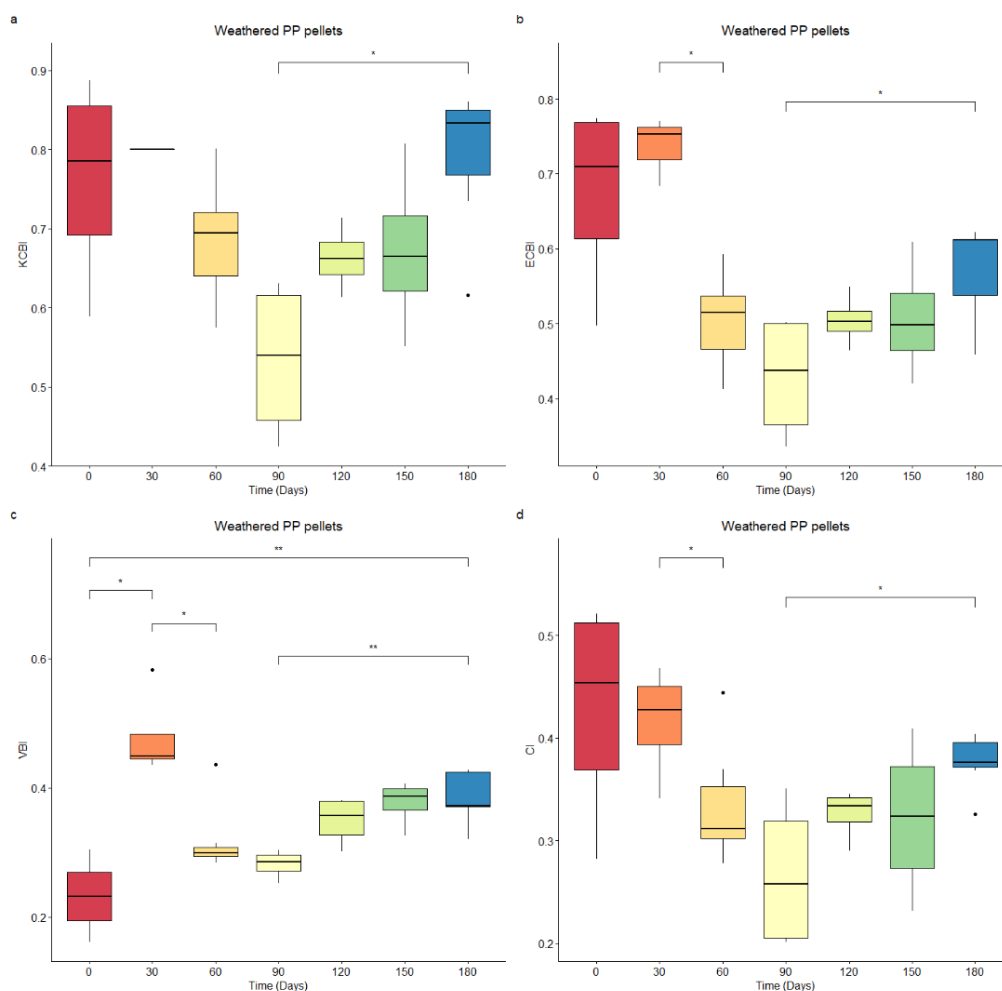 a
Weathered PP pellets
*
0.9
0.8
0.7
0.6
0.5
0.4
KCBI
0 30 60 90 120 150 180
Time (Days)
b
Weathered PP pellets
*
*
0.8
0.7
0.6
0.5
0.4
ECBI
0 30 60 90 120 150 180
Time (Days)
c
Weathered PP pellets
**
*
*
**
0.6
0.4
0.2
VBI
0 30 60 90 120 150 180
Time (Days)
d
Weathered PP pellets
*
*
0.5
0.4
0.3
0.2
CI
0 30 60 90 120 150 180
Time (Days)